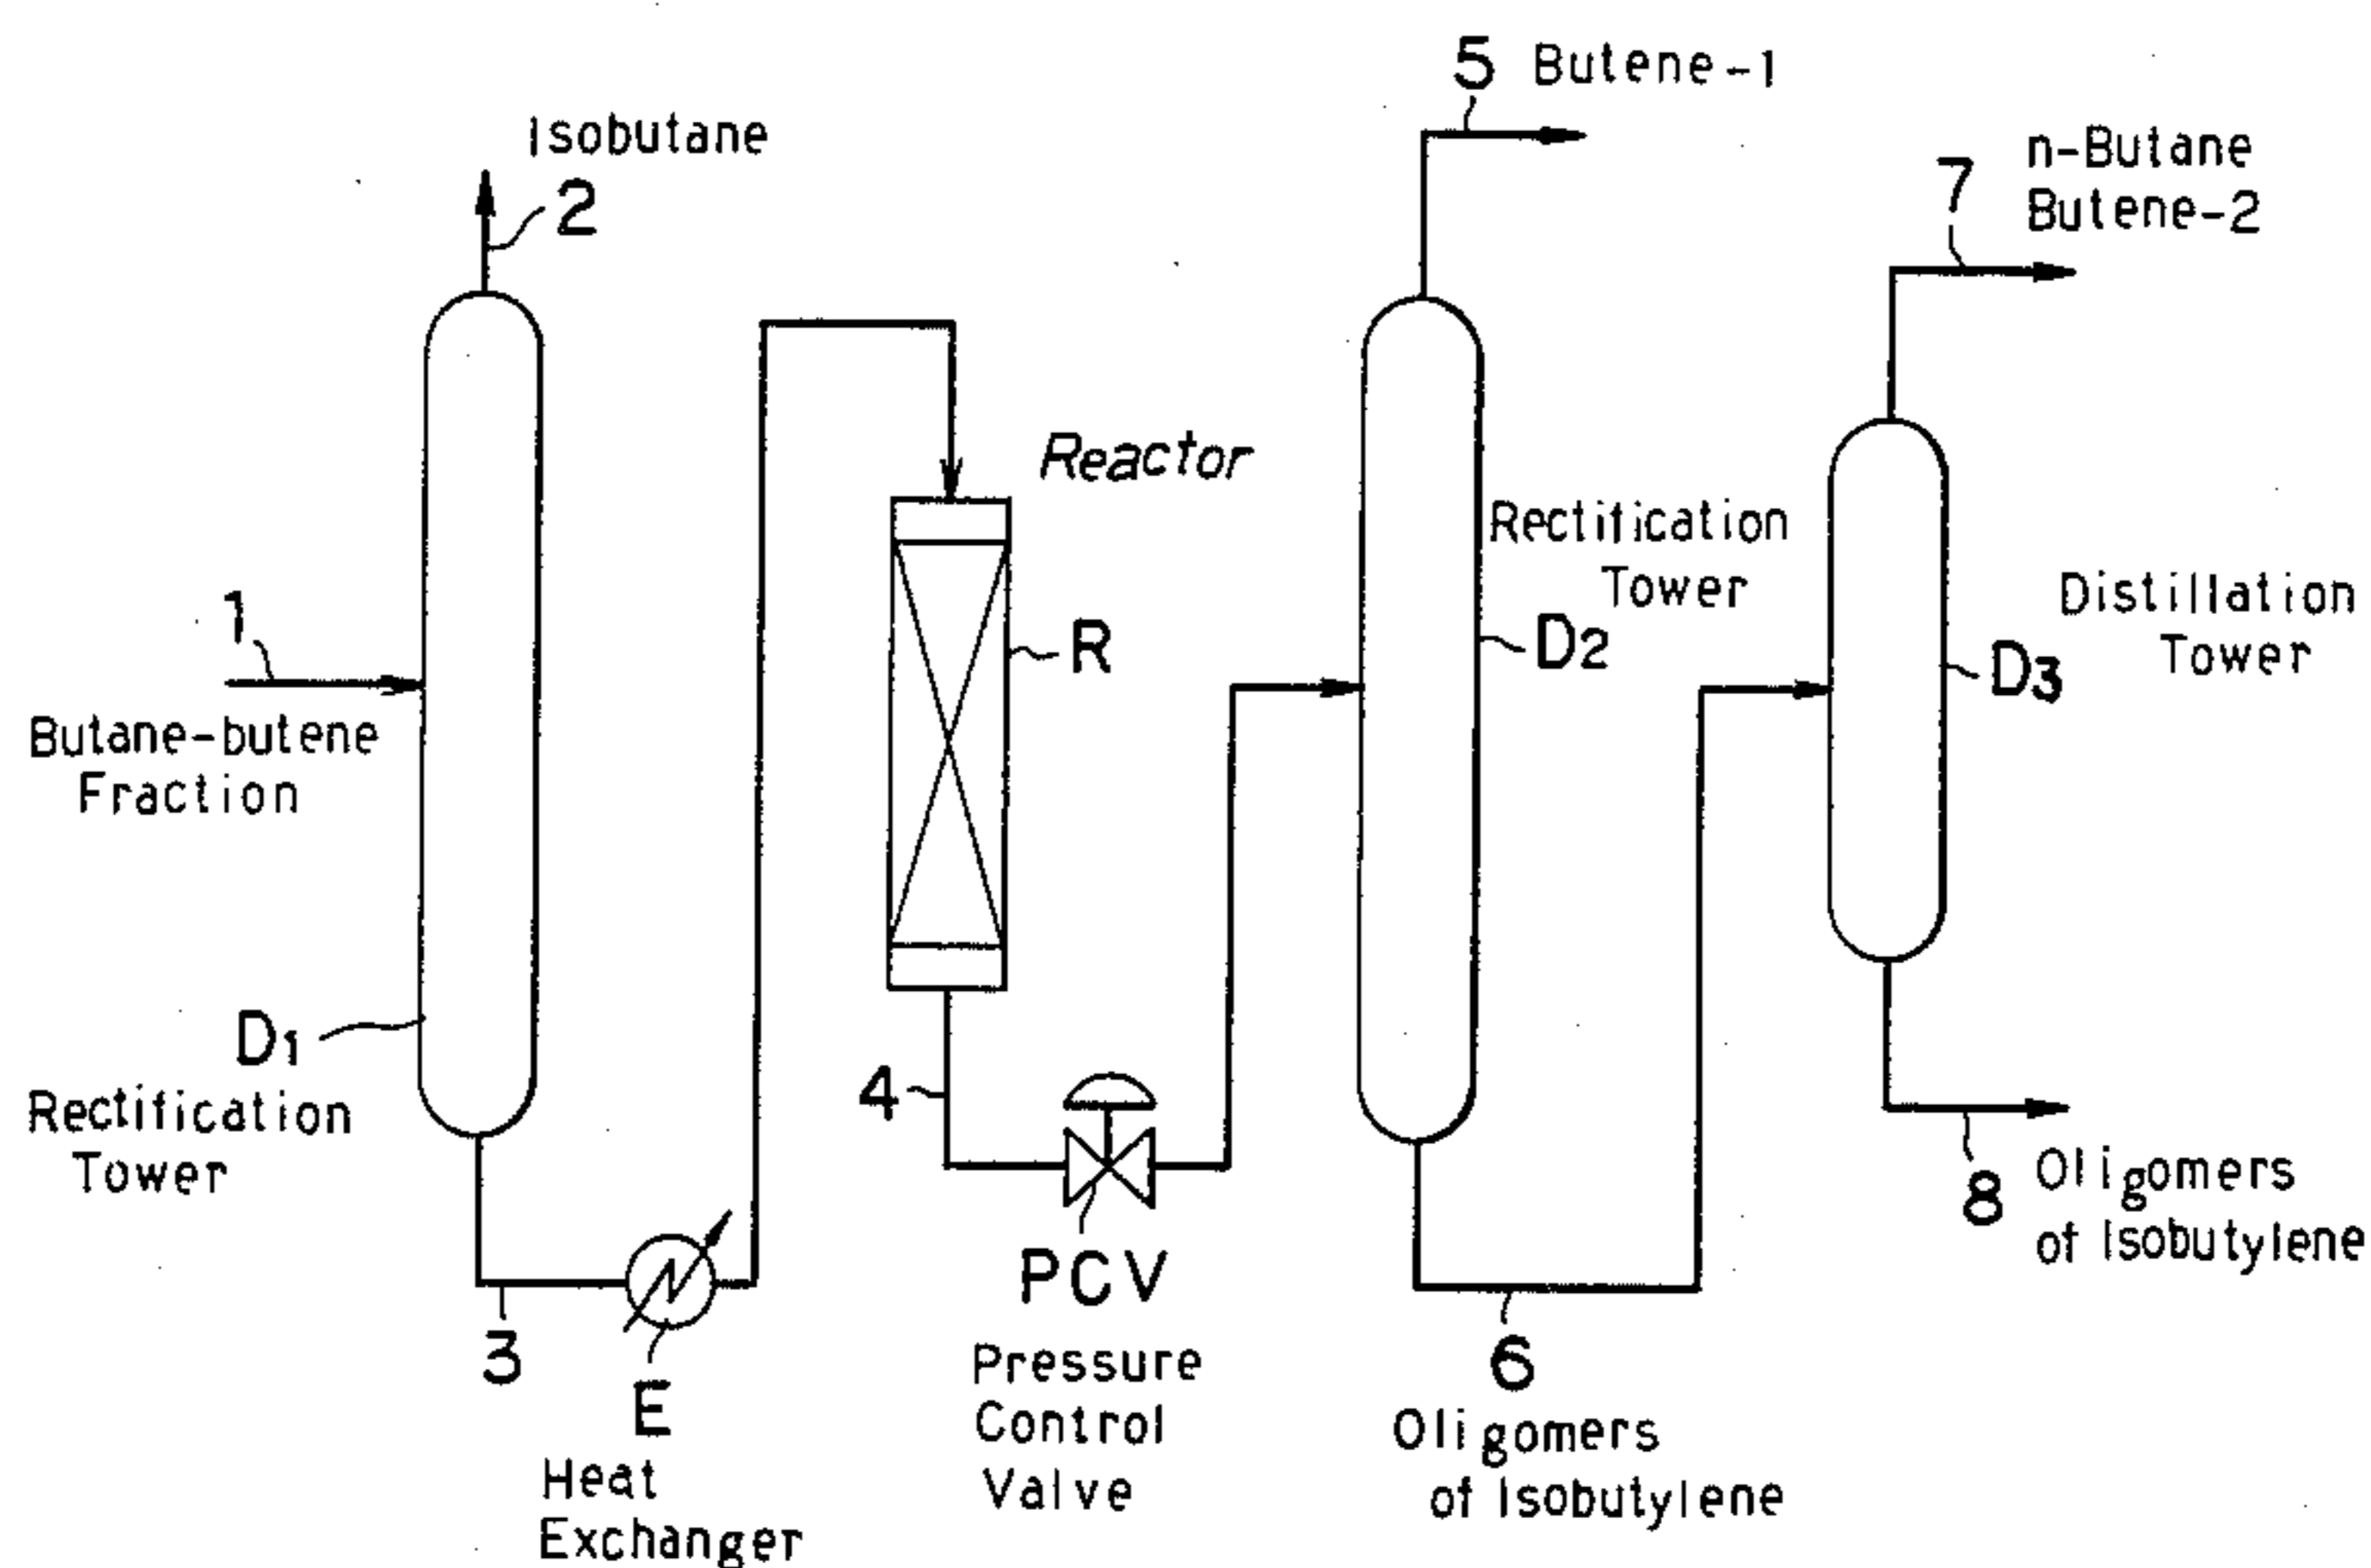 5 Butene-1
Isobutane
2
7
n-Butane
Butene-2
Reactor
Rectification
Tower
1
R
D2
Distillation
Tower
D3
Butane-butene
Fraction
D1
Rectification
Tower
4
PCV
Pressure
Control
Valve
3
E
Heat
Exchanger
6
Oligomers
of Isobutylene
8
Oligomers
of Isobutylene